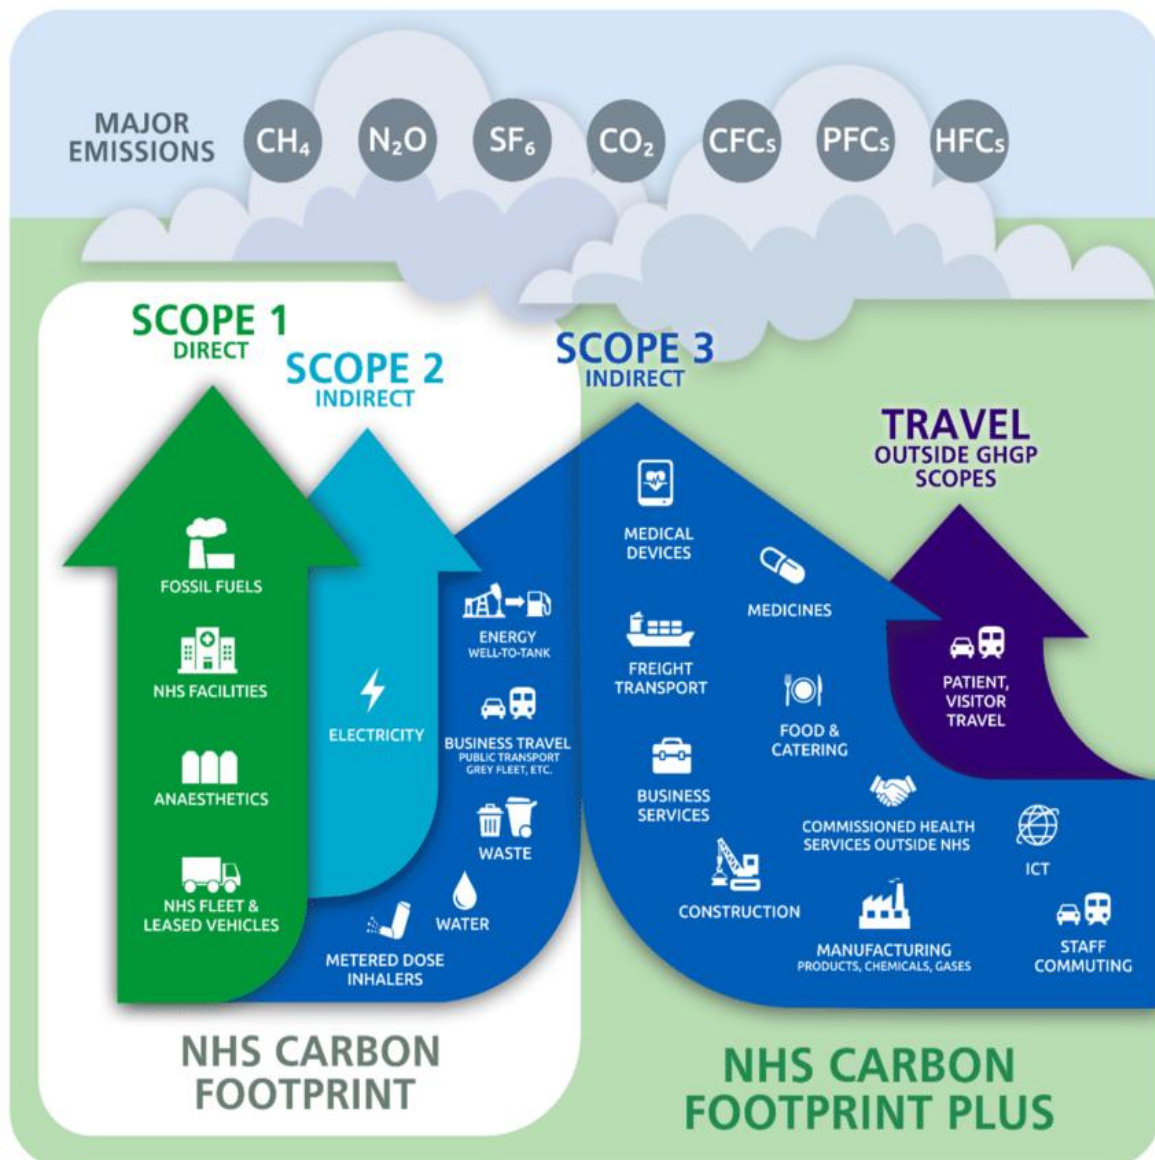 MAJOR
EMISSIONS
CH₄
N₂O
SF₆
CO₂
CFCs
PFCs
HFCs
SCOPE 1
DIRECT
SCOPE 2
INDIRECT
SCOPE 3
INDIRECT
TRAVEL
OUTSIDE GHGP
SCOPES
FOSSIL FUELS
NHS FACILITIES
ANAESTHETICS
NHS FLEET &
LEASED VEHICLES
ELECTRICITY
ENERGY
WELL-TO-TANK
BUSINESS TRAVEL
PUBLIC TRANSPORT
GREY FLEET, ETC.
WASTE
WATER
METERED DOSE
INHALERS
MEDICAL
DEVICES
MEDICINES
FREIGHT
TRANSPORT
FOOD &
CATERING
BUSINESS
SERVICES
COMMISSIONED HEALTH
SERVICES OUTSIDE NHS
CONSTRUCTION
MANUFACTURING
PRODUCTS, CHEMICALS, GASES
ICT
STAFF
COMMUTING
PATIENT,
VISITOR
TRAVEL
NHS CARBON
FOOTPRINT
NHS CARBON
FOOTPRINT PLUS